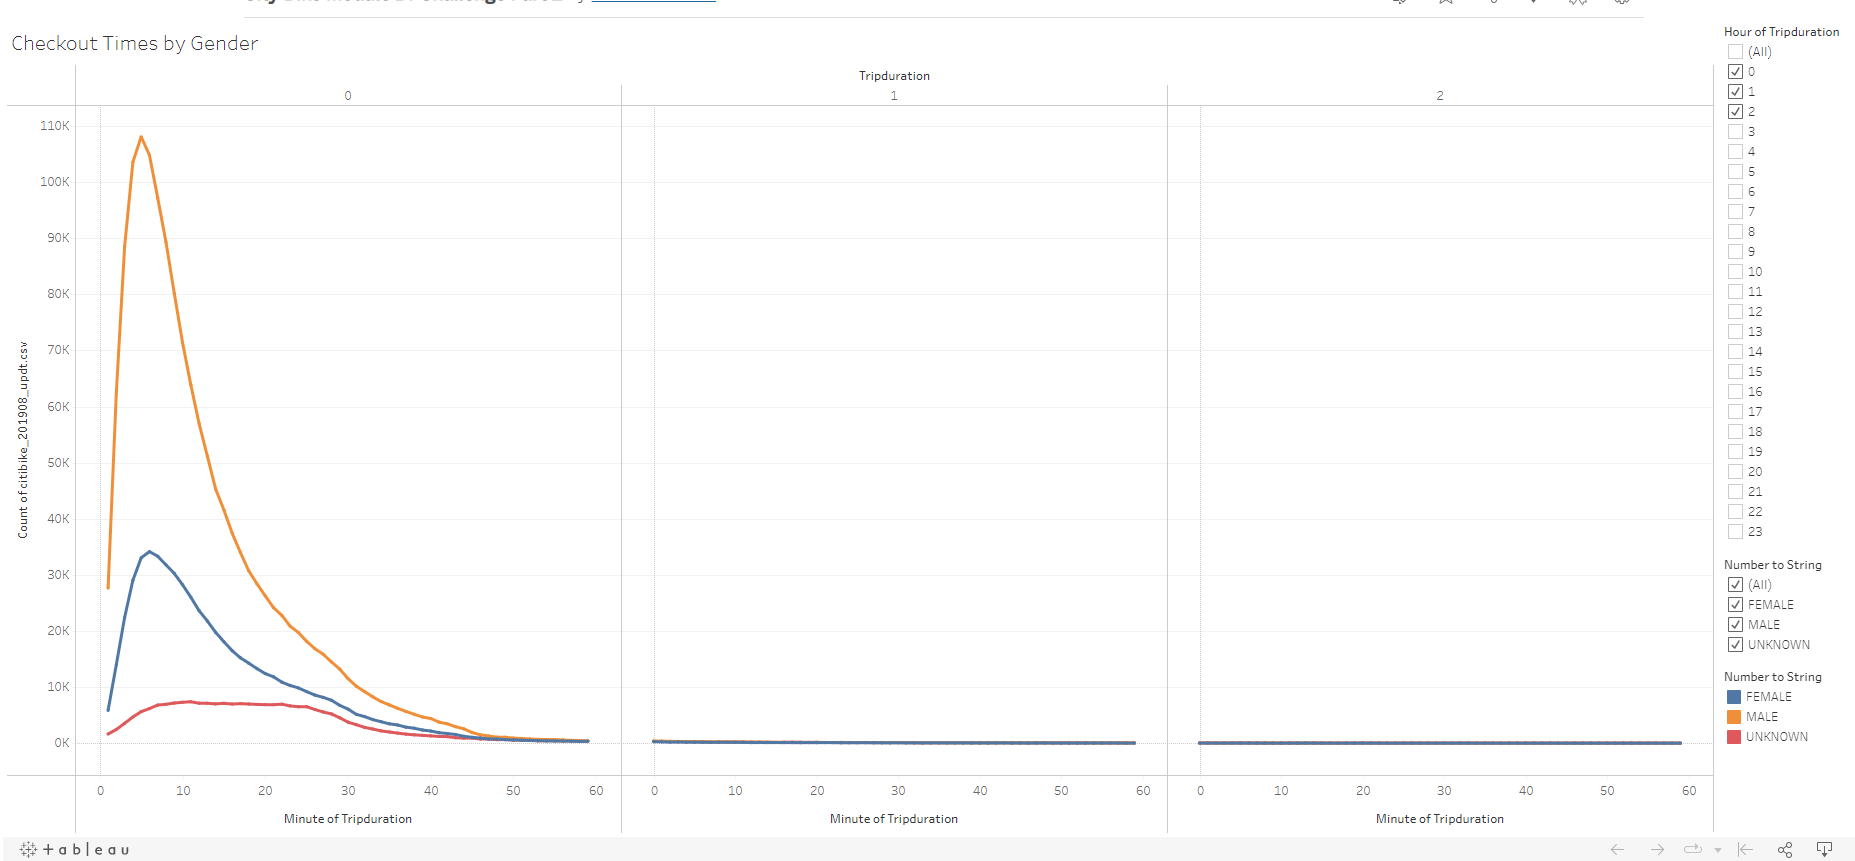 Checkout Times by Gender
Tripduration
0
1
2
110K
100K
90K
80K
70K
60K
50K
40K
30K
20K
10K
0K
Count of citibike_201908_updt.csv
0 10 20 30 40 50 60
0 10 20 30 40 50 60
0 10 20 30 40 50 60
Minute of Tripduration
Minute of Tripduration
Minute of Tripduration
Hour of Tripduration
(All)
0
1
2
3
4
5
6
7
8
9
10
11
12
13
14
15
16
17
18
19
20
21
22
23
Number to String
(All)
FEMALE
MALE
UNKNOWN
Number to String
FEMALE
MALE
UNKNOWN
+ableau